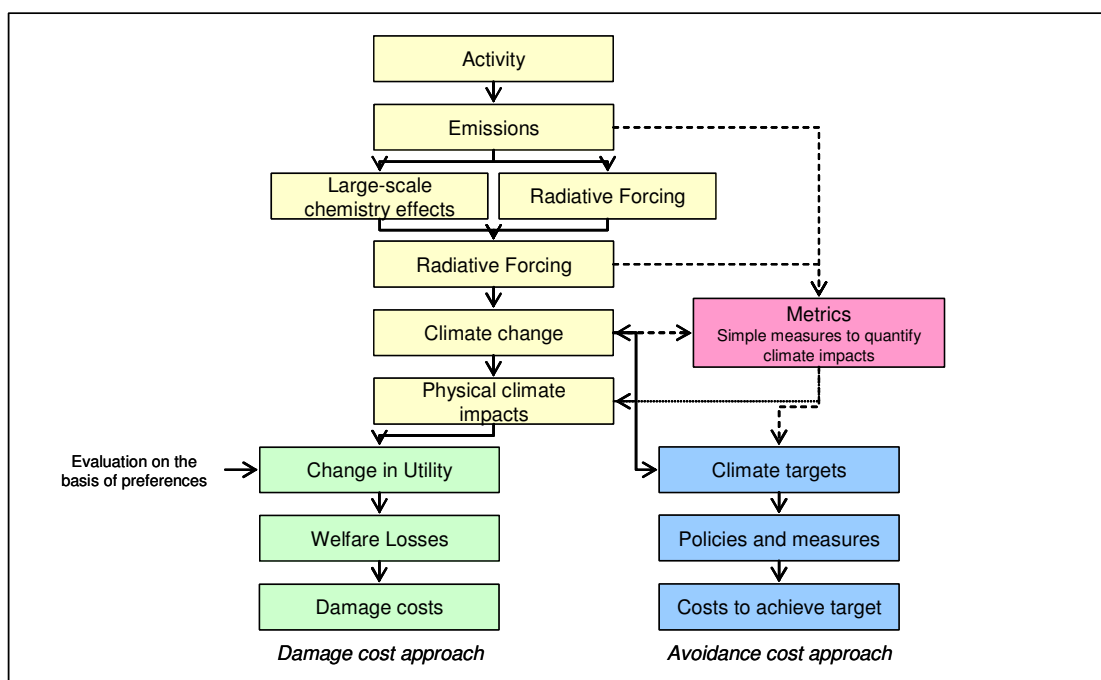 Activity
Emissions
Large-scale
chemistry effects
Radiative Forcing
Radiative Forcing
Metrics
Simple measures to quantify
climate impacts
Climate change
Physical climate
impacts
Evaluation on the
basis of preferences
Change in Utility
Climate targets
Welfare Losses
Policies and measures
Damage costs
Costs to achieve target
Damage cost approach
Avoidance cost approach